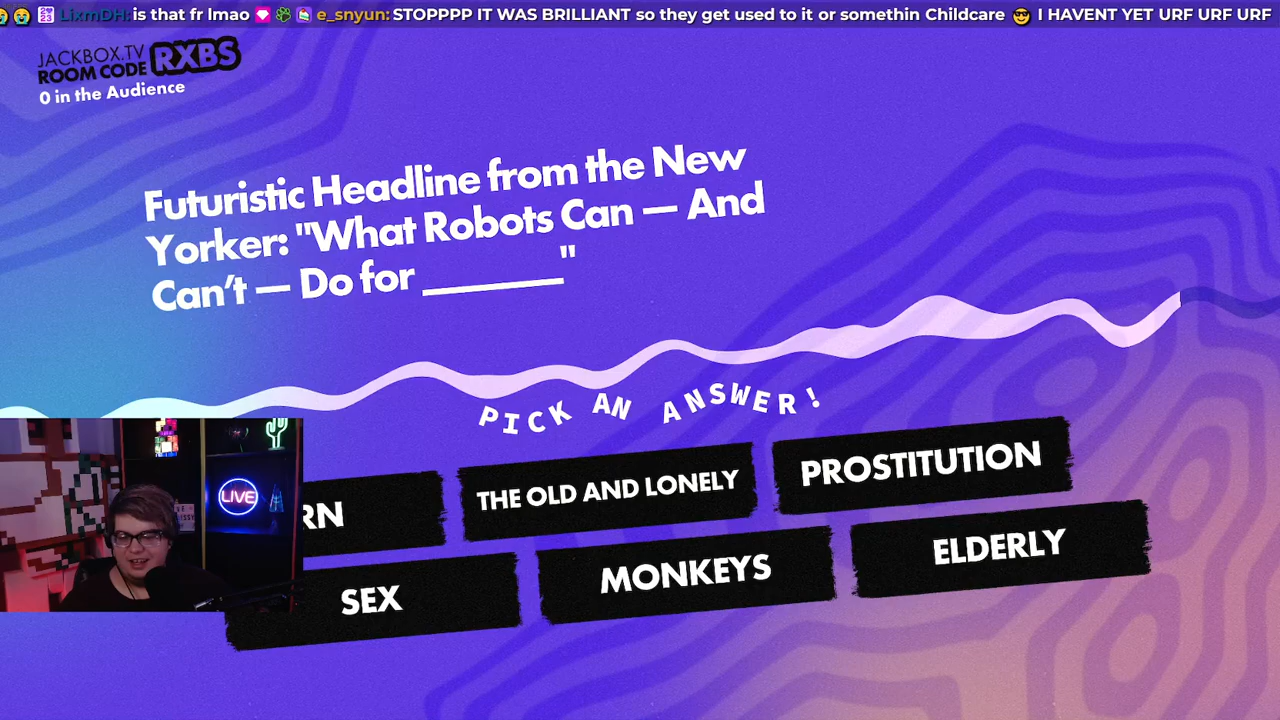 LixmDH: is that fr lmao e_snyun: STOPPPP IT WAS BRILLIANT so they get used to it or somethin Childcare 😎 I HAVENT YET URF URF URF
JACKBOX.TV
ROOM CODE RXBS
0 in the Audience
Futuristic Headline from the New
Yorker: "What Robots Can — And
Can't — Do for ______"
PICK AN ANSWER!
RN
THE OLD AND LONELY
PROSTITUTION
SEX
MONKEYS
ELDERLY
LIVE